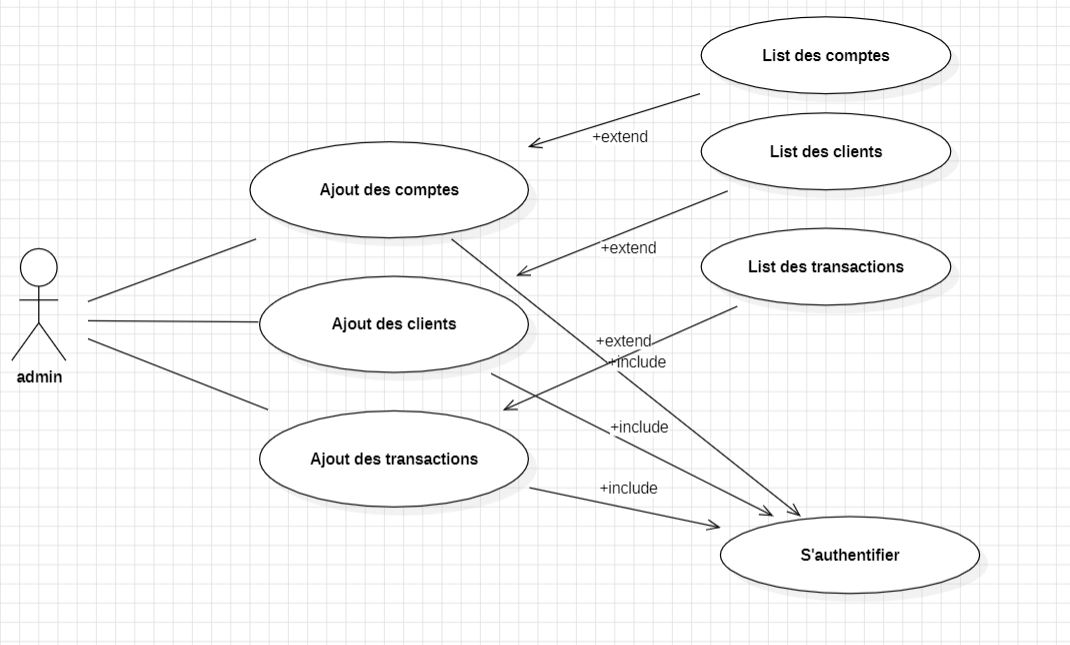 List des comptes
+extend
List des clients
Ajout des comptes
+extend
List des transactions
Ajout des clients
+extend
+include
admin
+include
Ajout des transactions
+include
S'authentifier